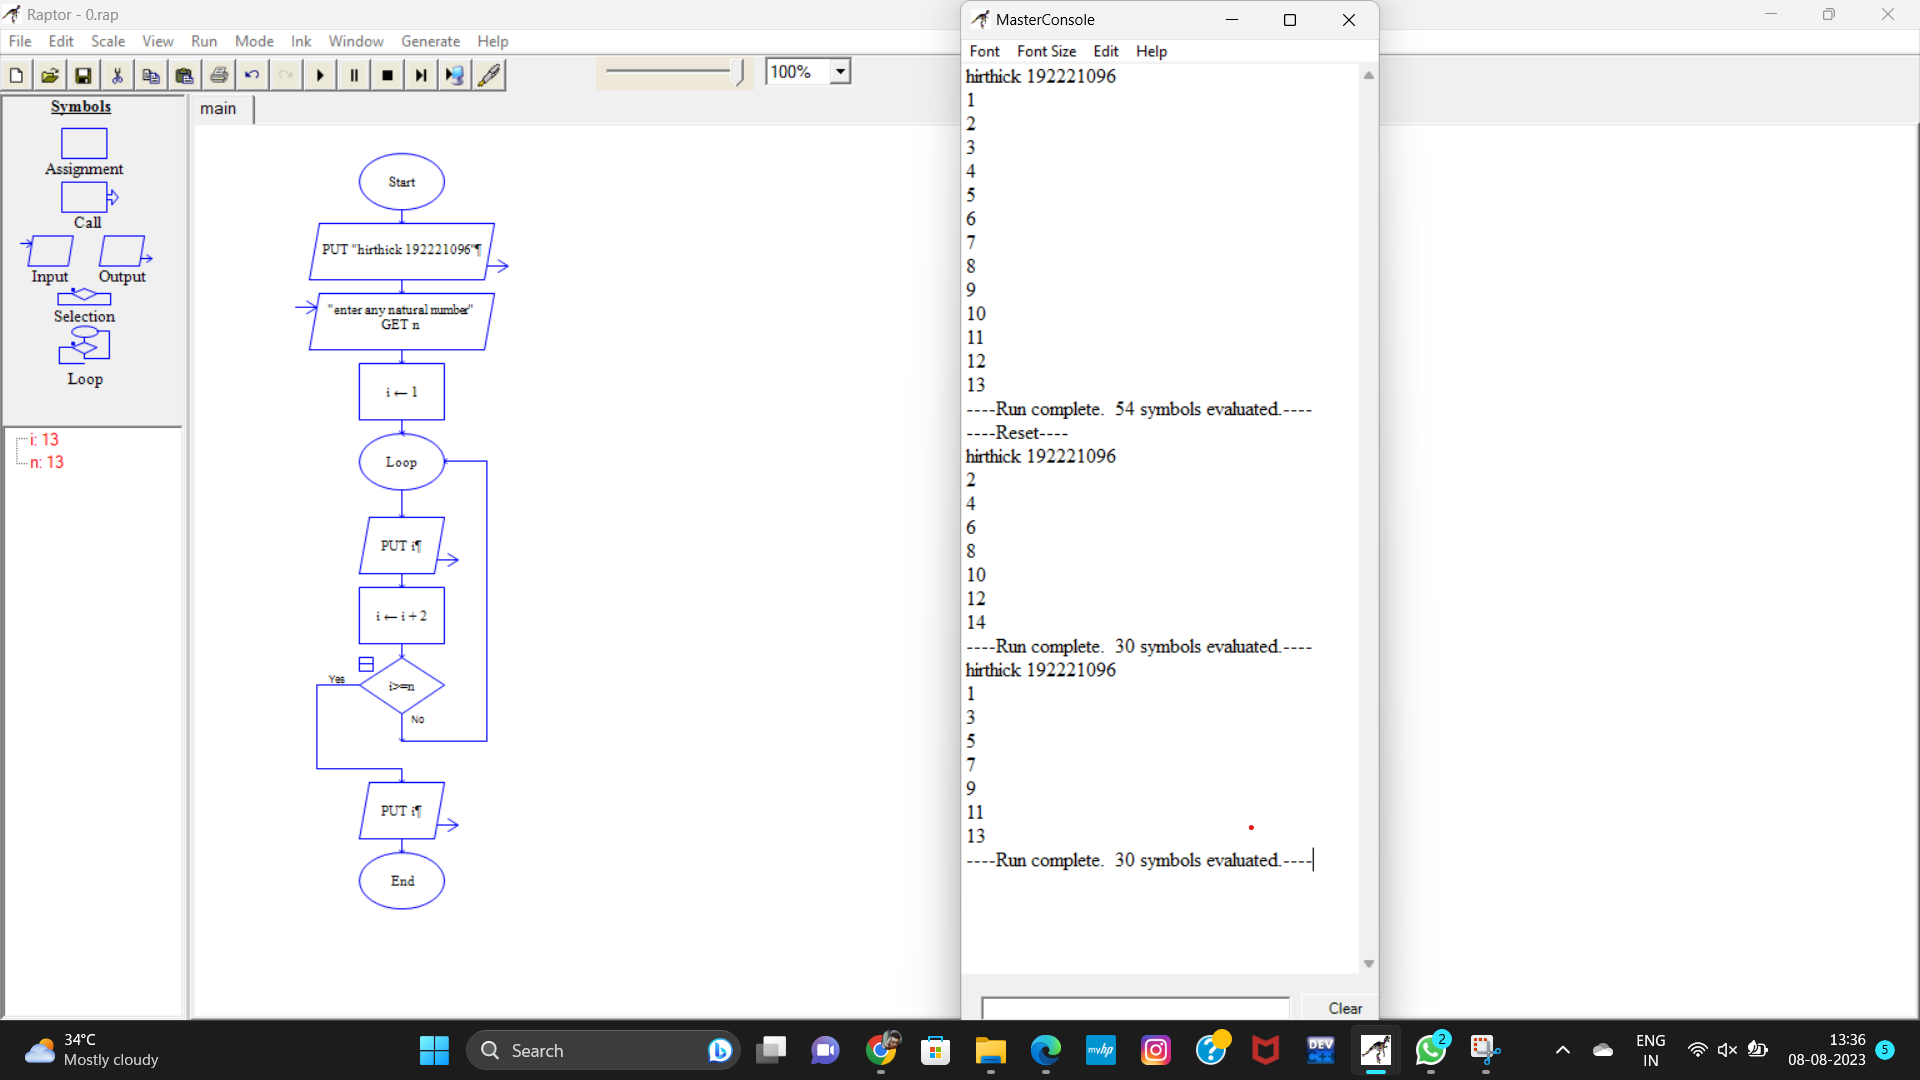 Raptor - 0.rap
File Edit Scale View Run Mode Ink Window Generate Help
100%
Symbols
Assignment
Call
Input Output
Selection
Loop
i: 13
n: 13
main
Start
PUT "hirthick 192221096"¶
"enter any natural number"
GET n
i ← 1
Loop
PUT i¶
i ← i + 2
Yes
i>=n
No
PUT i¶
End
MasterConsole
Font Font Size Edit Help
hirthick 192221096
1
2
3
4
5
6
7
8
9
10
11
12
13
----Run complete. 54 symbols evaluated.----
----Reset----
hirthick 192221096
2
4
6
8
10
12
14
----Run complete. 30 symbols evaluated.----
hirthick 192221096
1
3
5
7
9
11
13
----Run complete. 30 symbols evaluated.----
Clear
34°C
Mostly cloudy
Search
myhp
DEV
2
ENG
IN
13:36
08-08-2023
5